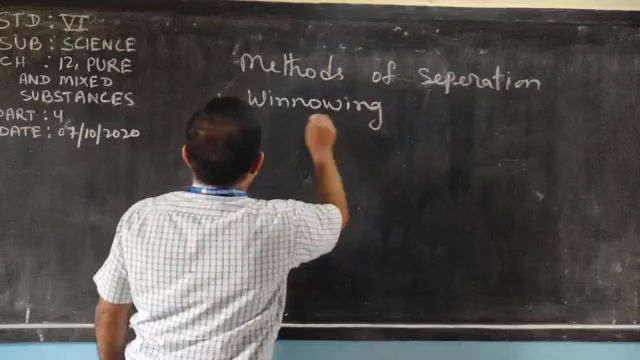 STD : VI
SUB : SCIENCE
CH : 12, PURE
AND MIXED
SUBSTANCES
PART : 4
DATE : 07/10/2020
Methods of Seperation
Winnowing